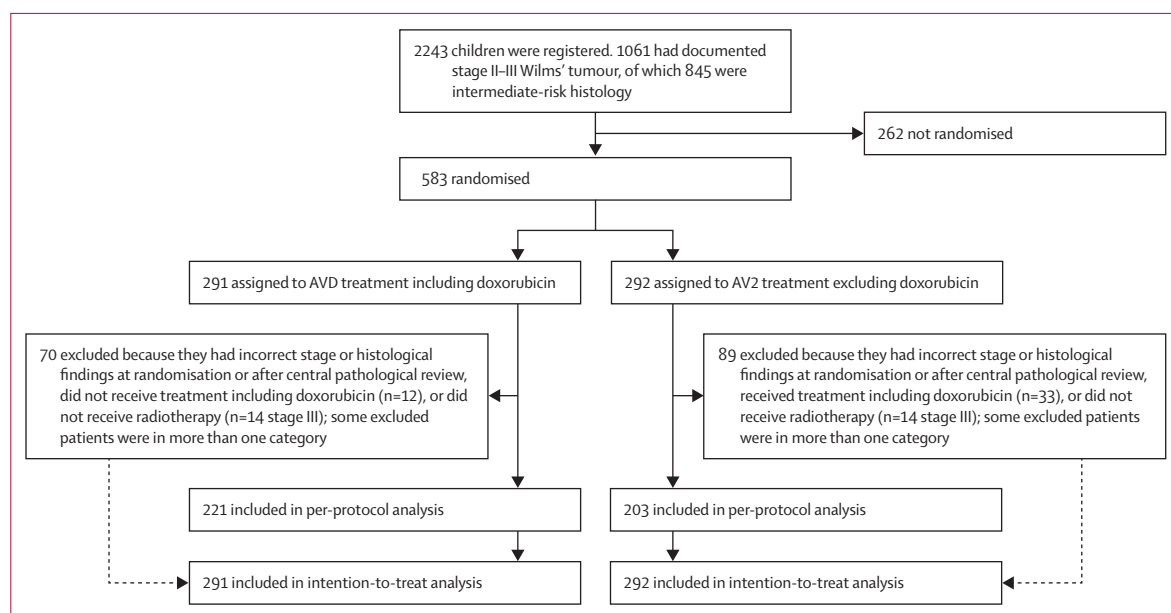 2243 children were registered. 1061 had documented
stage II–III Wilms’ tumour, of which 845 were
intermediate-risk histology
262 not randomised
583 randomised
291 assigned to AVD treatment including doxorubicin
292 assigned to AV2 treatment excluding doxorubicin
70 excluded because they had incorrect stage or histological
findings at randomisation or after central pathological review,
did not receive treatment including doxorubicin (n=12), or did
not receive radiotherapy (n=14 stage III); some excluded
patients were in more than one category
89 excluded because they had incorrect stage or histological
findings at randomisation or after central pathological review,
received treatment including doxorubicin (n=33), or did not
receive radiotherapy (n=14 stage III); some excluded patients
were in more than one category
221 included in per-protocol analysis
203 included in per-protocol analysis
291 included in intention-to-treat analysis
292 included in intention-to-treat analysis